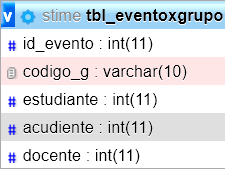 v stime tbl_eventoxgrupo
id_evento : int(11)
codigo_g : varchar(10)
estudiante : int(11)
acudiente : int(11)
docente : int(11)